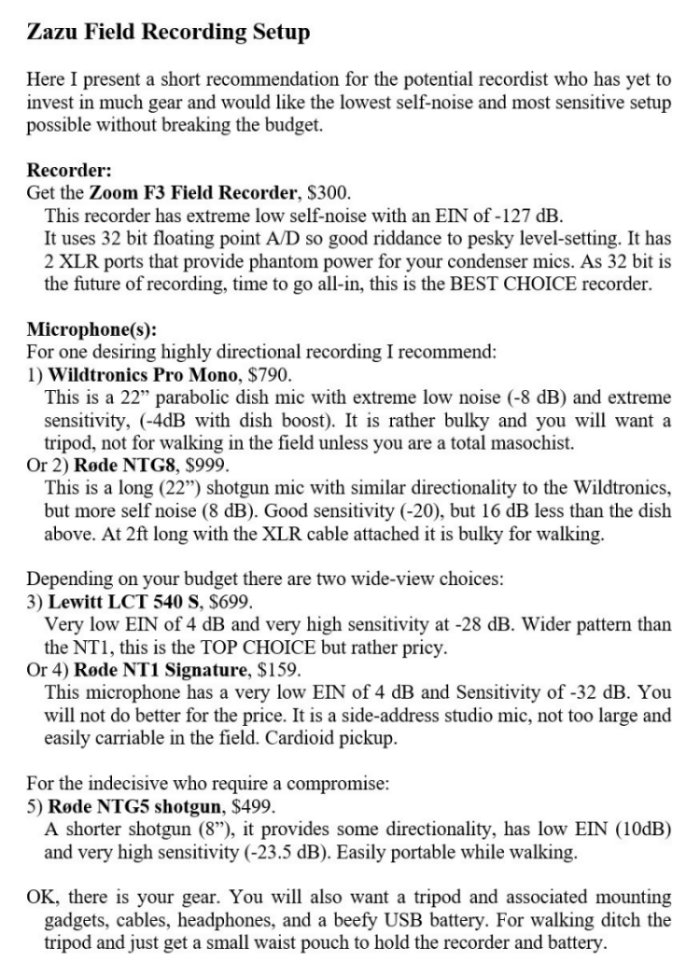 Zazu Field Recording Setup
Here I present a short recommendation for the potential recordist who has yet to
invest in much gear and would like the lowest self-noise and most sensitive setup
possible without breaking the budget.
Recorder:
Get the Zoom F3 Field Recorder, $300.
This recorder has extreme low self-noise with an EIN of -127 dB.
It uses 32 bit floating point A/D so good riddance to pesky level-setting. It has
2 XLR ports that provide phantom power for your condenser mics. As 32 bit is
the future of recording, time to go all-in, this is the BEST CHOICE recorder.
Microphone(s):
For one desiring highly directional recording I recommend:
1) Wildtronics Pro Mono, $790.
This is a 22” parabolic dish mic with extreme low noise (-8 dB) and extreme
sensitivity, (-4dB with dish boost). It is rather bulky and you will want a
tripod, not for walking in the field unless you are a total masochist.
Or 2) Røde NTG8, $999.
This is a long (22”) shotgun mic with similar directionality to the Wildtronics,
but more self noise (8 dB). Good sensitivity (-20), but 16 dB less than the dish
above. At 2ft long with the XLR cable attached it is bulky for walking.
Depending on your budget there are two wide-view choices:
3) Lewitt LCT 540 S, $699.
Very low EIN of 4 dB and very high sensitivity at -28 dB. Wider pattern than
the NT1, this is the TOP CHOICE but rather pricy.
Or 4) Røde NT1 Signature, $159.
This microphone has a very low EIN of 4 dB and Sensitivity of -32 dB. You
will not do better for the price. It is a side-address studio mic, not too large and
easily carriable in the field. Cardioid pickup.
For the indecisive who require a compromise:
5) Røde NTG5 shotgun, $499.
A shorter shotgun (8”), it provides some directionality, has low EIN (10dB)
and very high sensitivity (-23.5 dB). Easily portable while walking.
OK, there is your gear. You will also want a tripod and associated mounting
gadgets, cables, headphones, and a beefy USB battery. For walking ditch the
tripod and just get a small waist pouch to hold the recorder and battery.